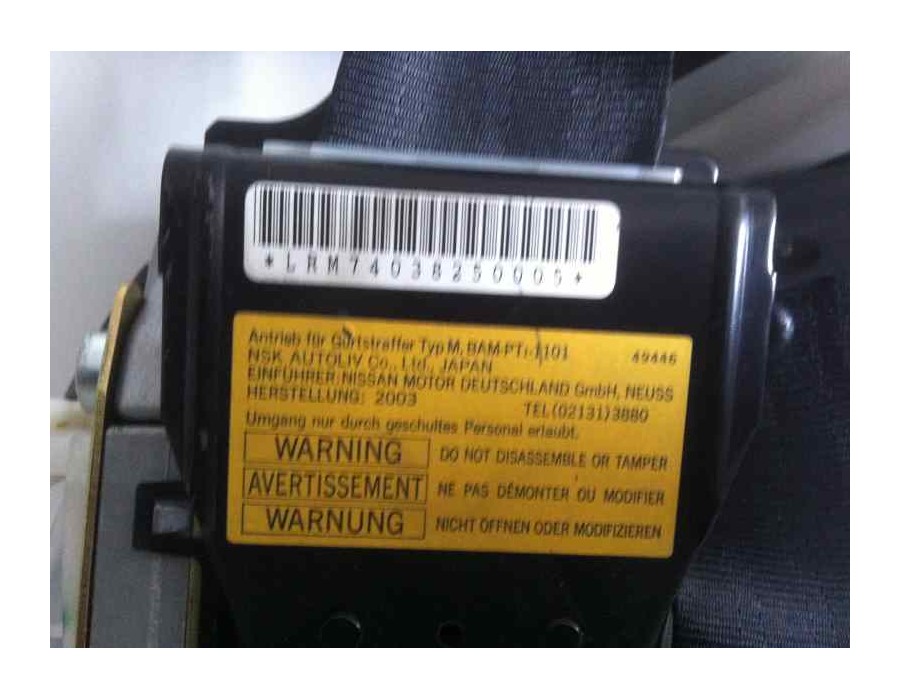 *LRM74038250005*
Antrieb für Gurtstraffer Typ M, BAM-PT1-1101 49446
NSK AUTOLIV Co., Ltd., JAPAN
EINFÜHRER:NISSAN MOTOR DEUTSCHLAND GmbH, NEUSS
HERSTELLUNG: 2003 TEL(02131)3880
Umgang nur durch geschultes Personal erlaubt.
WARNING DO NOT DISASSEMBLE OR TAMPER
AVERTISSEMENT NE PAS DÉMONTER OU MODIFIER
WARNUNG NICHT ÖFFNEN ODER MODIFIZIEREN